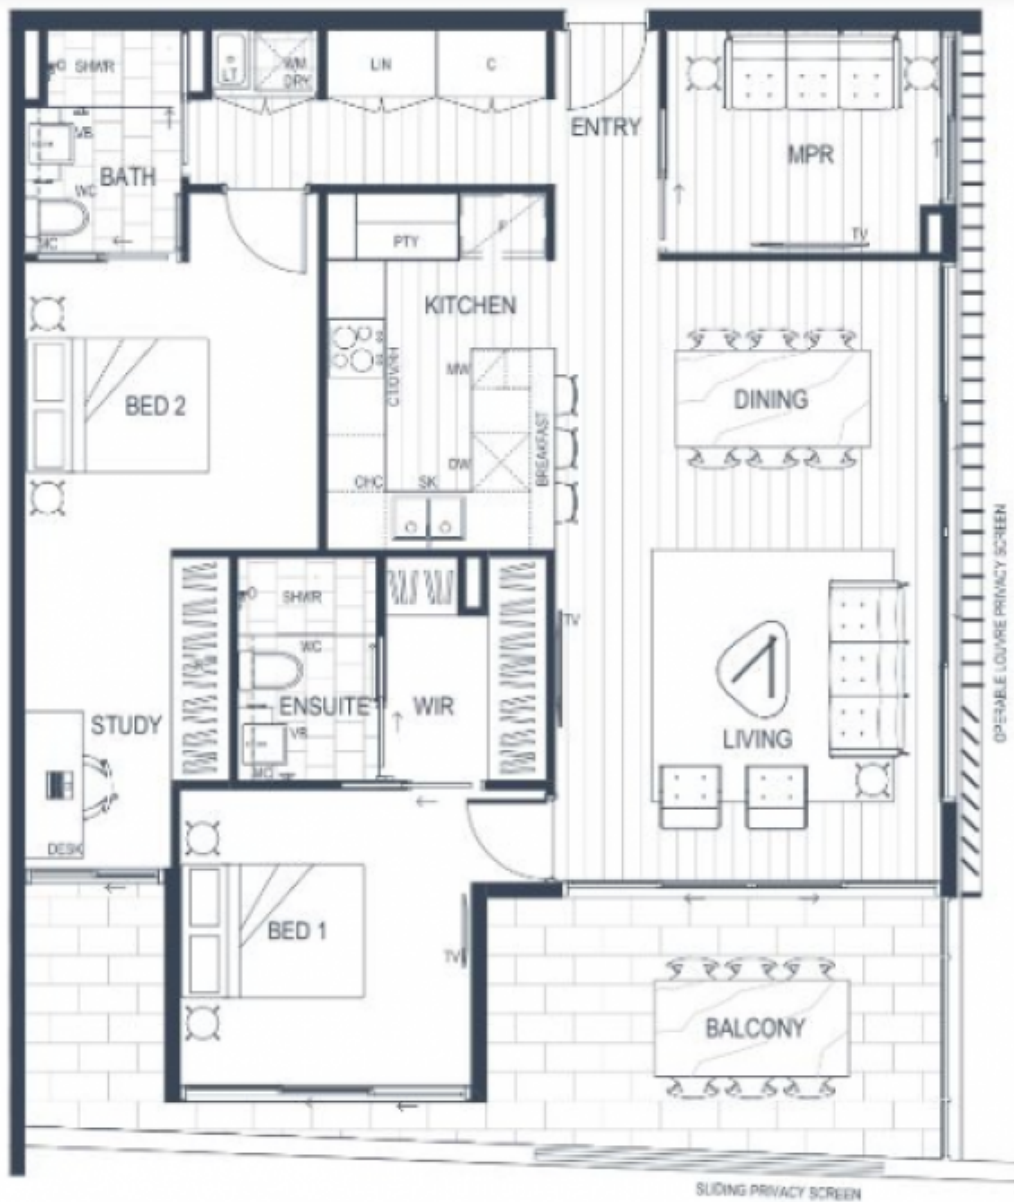 SHWR
LT
WM
DRY
LIN
C
ENTRY
MPR
VB
BATH
WC
MC
TV
PTY
F
KITCHEN
BED 2
MW
DINING
BREAKFAST
DW
CHC
SK
OPERABLE LOUVRE PRIVACY SCREEN
SHWR
WC
TV
ENSUITE
WIR
VB
MC
STUDY
LIVING
DESK
BED 1
TV
BALCONY
SLIDING PRIVACY SCREEN